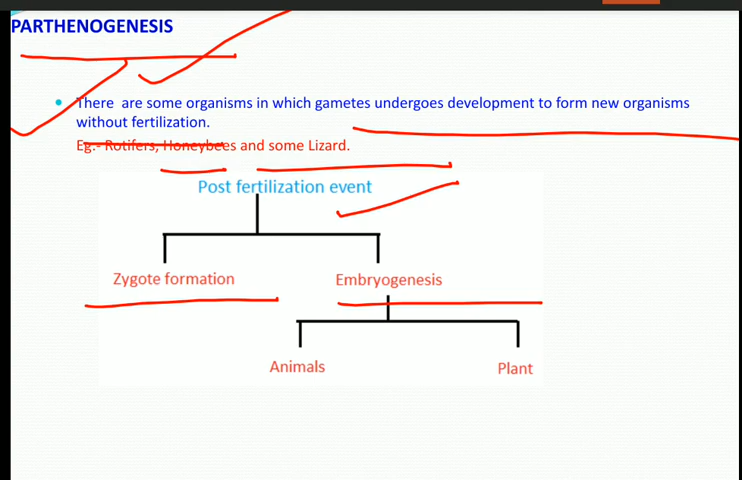 PARTHENOGENESIS
There are some organisms in which gametes undergoes development to form new organisms
without fertilization.
Eg:- Rotifers, Honeybees and some Lizard.
Post fertilization event
Zygote formation
Embryogenesis
Animals
Plant